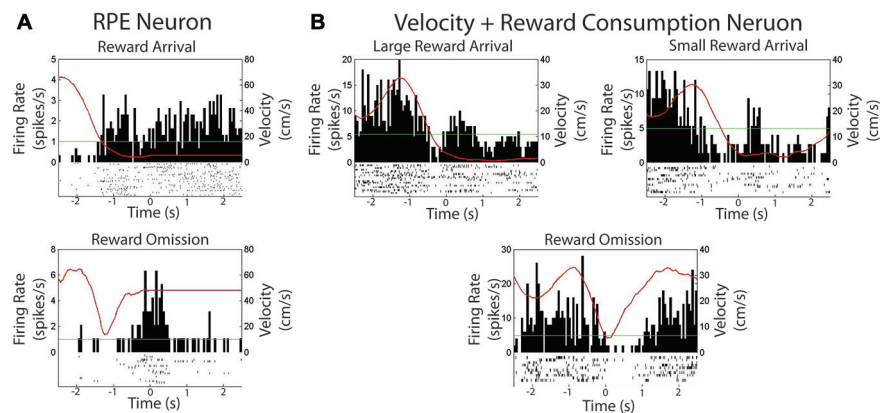 A
RPE Neuron
Reward Arrival
Firing Rate
(spikes/s)
5
4
3
2
1
0
80
60
40
20
0
Velocity
(cm/s)
-2 -1 0 1 2
Time (s)
Reward Omission
Firing Rate
(spikes/s)
10
8
6
4
2
0
80
60
40
20
0
Velocity
(cm/s)
-2 -1 0 1 2
Time (s)
B
Velocity + Reward Consumption Neruon
Large Reward Arrival
Firing Rate
(spikes/s)
20
15
10
5
0
40
30
20
10
0
Velocity
(cm/s)
-2 -1 0 1 2
Time (s)
Small Reward Arrival
Firing Rate
(spikes/s)
15
10
5
0
40
30
20
10
0
Velocity
(cm/s)
-2 -1 0 1 2
Time (s)
Reward Omission
Firing Rate
(spikes/s)
30
20
10
0
40
30
20
10
0
Velocity
(cm/s)
-2 -1 0 1 2
Time (s)